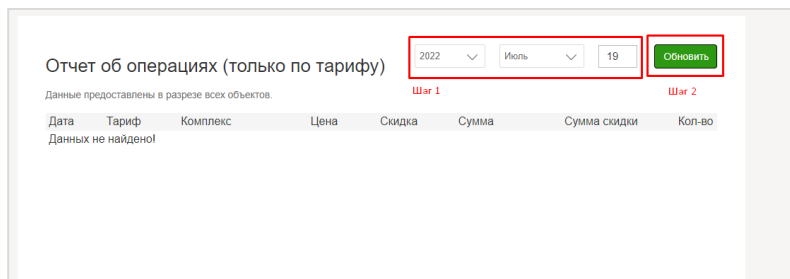 2022 Июль 19 Обновить
Отчет об операциях (только по тарифу)
Шаг 1 Шаг 2
Данные предоставлены в разрезе всех объектов.
Дата Тариф Комплекс Цена Скидка Сумма Сумма скидки Кол-во
Данных не найдено!